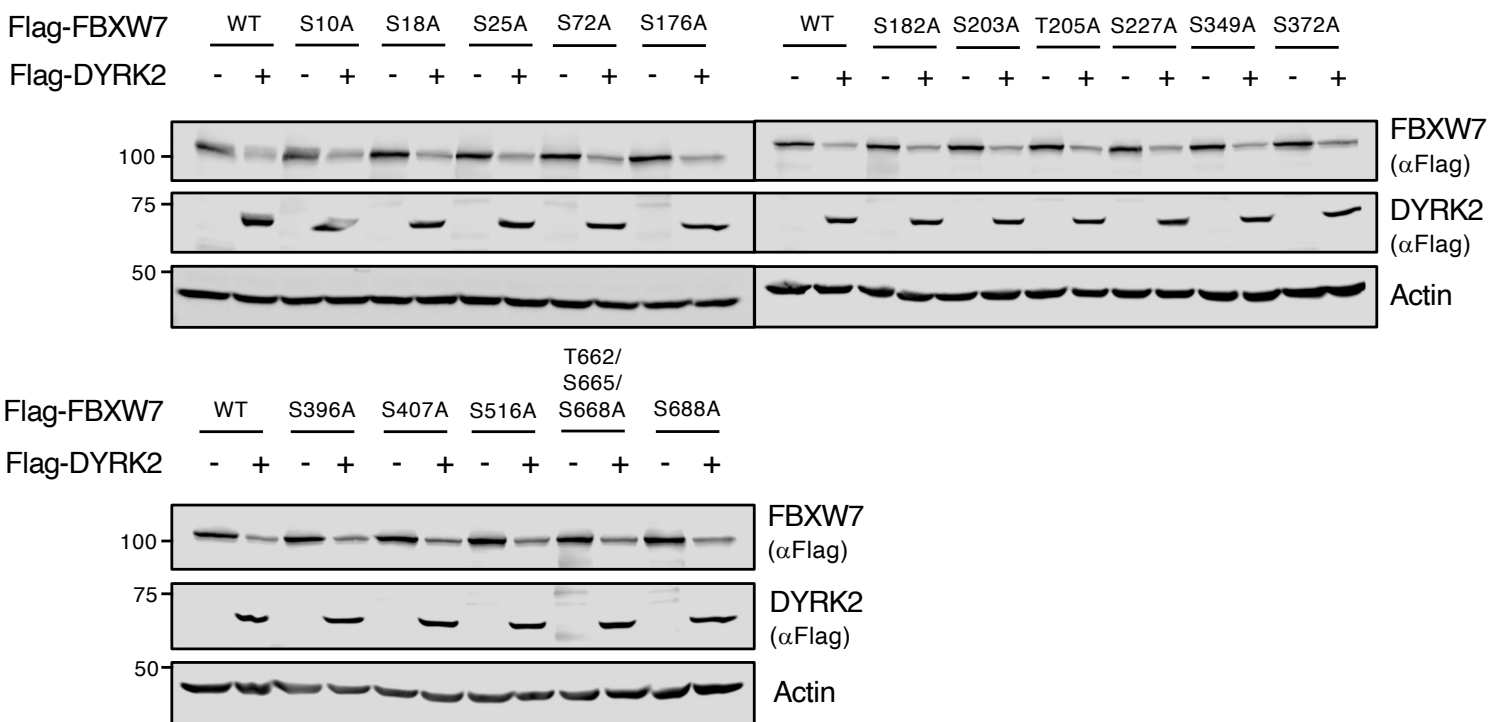 Flag-FBXW7 WT S10A S18A S25A S72A S176A WT S182A S203A T205A S227A S349A S372A
Flag-DYRK2 - + - + - + - + - + - + - + - + - + - + - + - + - +
100 FBXW7
(αFlag)
75 DYRK2
(αFlag)
50 Actin
T662/
S665/
Flag-FBXW7 WT S396A S407A S516A S668A S688A
Flag-DYRK2 - + - + - + - + - + - +
100 FBXW7
(αFlag)
75 DYRK2
(αFlag)
50 Actin